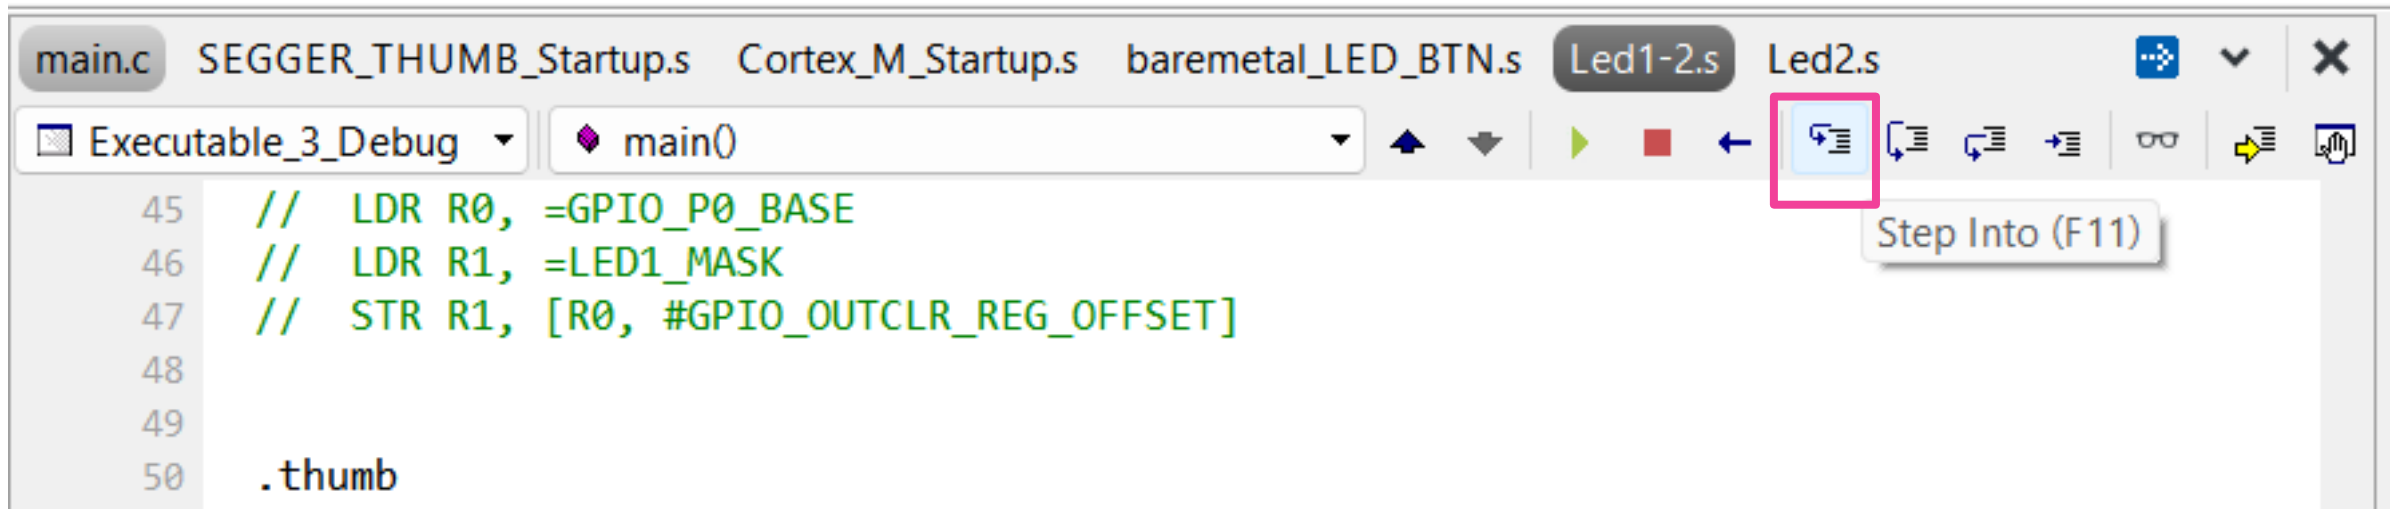 main.c SEGGER_THUMB_Startup.s Cortex_M_Startup.s baremetal_LED_BTN.s Led1-2.s Led2.s
Executable_3_Debug main()
45 // LDR R0, =GPIO_P0_BASE
Step Into (F11)
46 // LDR R1, =LED1_MASK
47 // STR R1, [R0, #GPIO_OUTCLR_REG_OFFSET]
48
49
50 .thumb